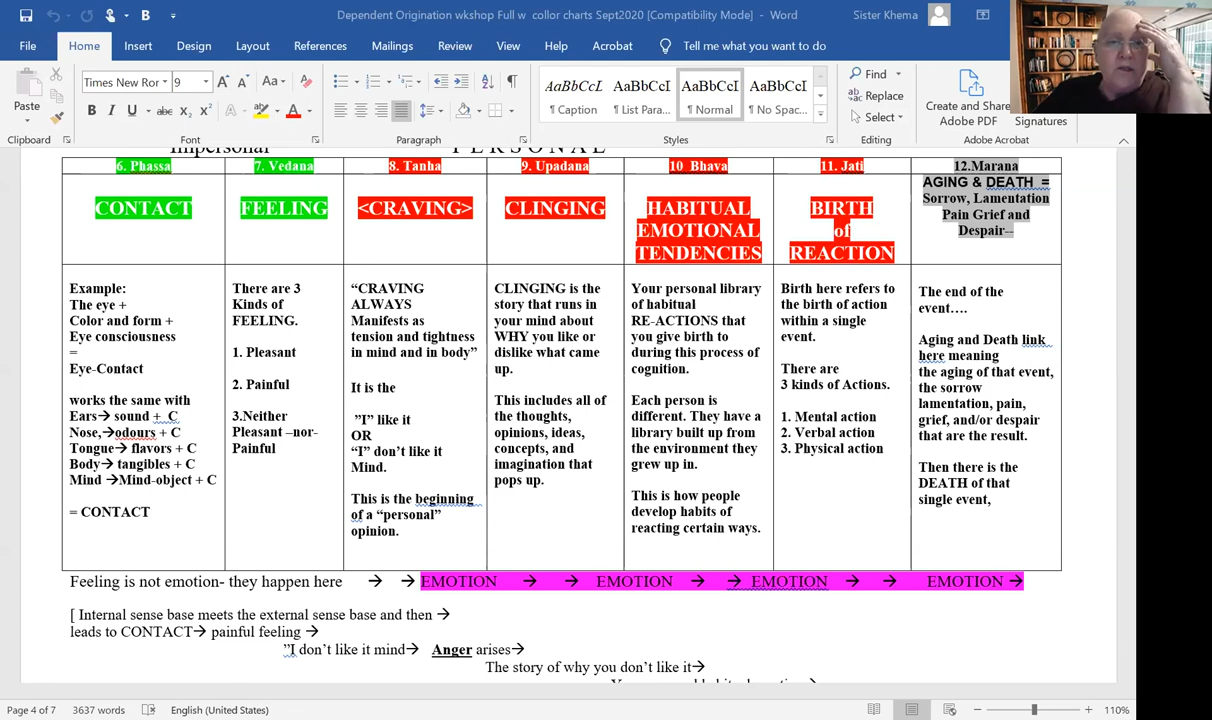 Dependent Origination wkshop Full w collor charts Sept2020 [Compatibility Mode] - Word
Sister Khema
File Home Insert Design Layout References Mailings Review View Help Acrobat Tell me what you want to do
Paste
Times New Ror 9
AaBbCcI AaBbCcI AaBbCcI AaBbCcI
¶ Caption ¶ List Para... ¶ Normal ¶ No Spac...
Find
Replace
Select
Create and Share Adobe PDF
Signatures
Clipboard Font Paragraph Styles Editing Adobe Acrobat
Impersonal P E R S O N A L
6. Phassa
CONTACT
Example:
The eye +
Color and form +
Eye consciousness
=
Eye-Contact
works the same with
Ears→ sound + C
Nose,→odours + C
Tongue→ flavors + C
Body→ tangibles + C
Mind →Mind-object + C
= CONTACT
7. Vedana
FEELING
There are 3
Kinds of
FEELING.
1. Pleasant
2. Painful
3.Neither
Pleasant –nor-
Painful
8. Tanha
<CRAVING>
“CRAVING
ALWAYS
Manifests as
tension and tightness
in mind and in body”
It is the
”I” like it
OR
“I” don’t like it
Mind.
This is the beginning
of a “personal”
opinion.
9. Upadana
CLINGING
CLINGING is the
story that runs in
your mind about
WHY you like or
dislike what came
up.
This includes all of
the thoughts,
opinions, ideas,
concepts, and
imagination that
pops up.
10 Bhava
HABITUAL
EMOTIONAL
TENDENCIES
Your personal library
of habitual
RE-ACTIONS that
you give birth to
during this process of
cognition.
Each person is
different. They have a
library built up from
the environment they
grew up in.
This is how people
develop habits of
reacting certain ways.
11. Jati
BIRTH
of
REACTION
Birth here refers to
the birth of action
within a single
event.
There are
3 kinds of Actions.
1. Mental action
2. Verbal action
3. Physical action
12.Marana
AGING & DEATH =
Sorrow, Lamentation
Pain Grief and
Despair--
The end of the
event….
Aging and Death link
here meaning
the aging of that event,
the sorrow
lamentation, pain,
grief, and/or despair
that are the result.
Then there is the
DEATH of that
single event,
Feeling is not emotion- they happen here → → EMOTION → → EMOTION → → EMOTION → → EMOTION →
[ Internal sense base meets the external sense base and then →
leads to CONTACT→ painful feeling →
”I don’t like it mind→ Anger arises→
The story of why you don’t like it→
Page 4 of 7 3637 words English (United States) 110%